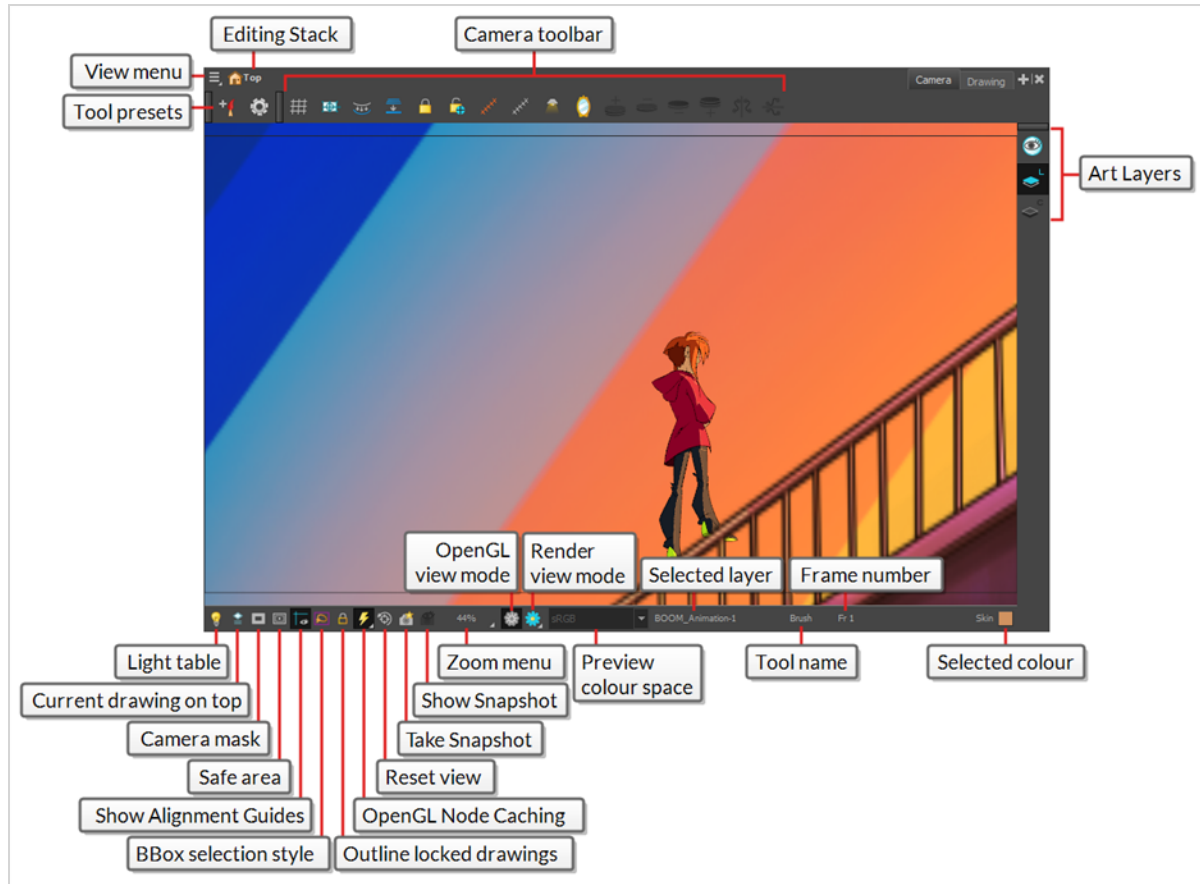 Editing Stack
Camera toolbar
View menu
Top
Camera
Drawing
Tool presets
L
C
Art Layers
OpenGL
view mode
Render
view mode
Selected layer
Frame number
44%
sRGB
BOOM_Animation-1
Brush
Fr 1
Skin
Light table
Zoom menu
Preview
colour space
Tool name
Selected colour
Current drawing on top
Show Snapshot
Camera mask
Take Snapshot
Safe area
Reset view
Show Alignment Guides
OpenGL Node Caching
BBox selection style
Outline locked drawings